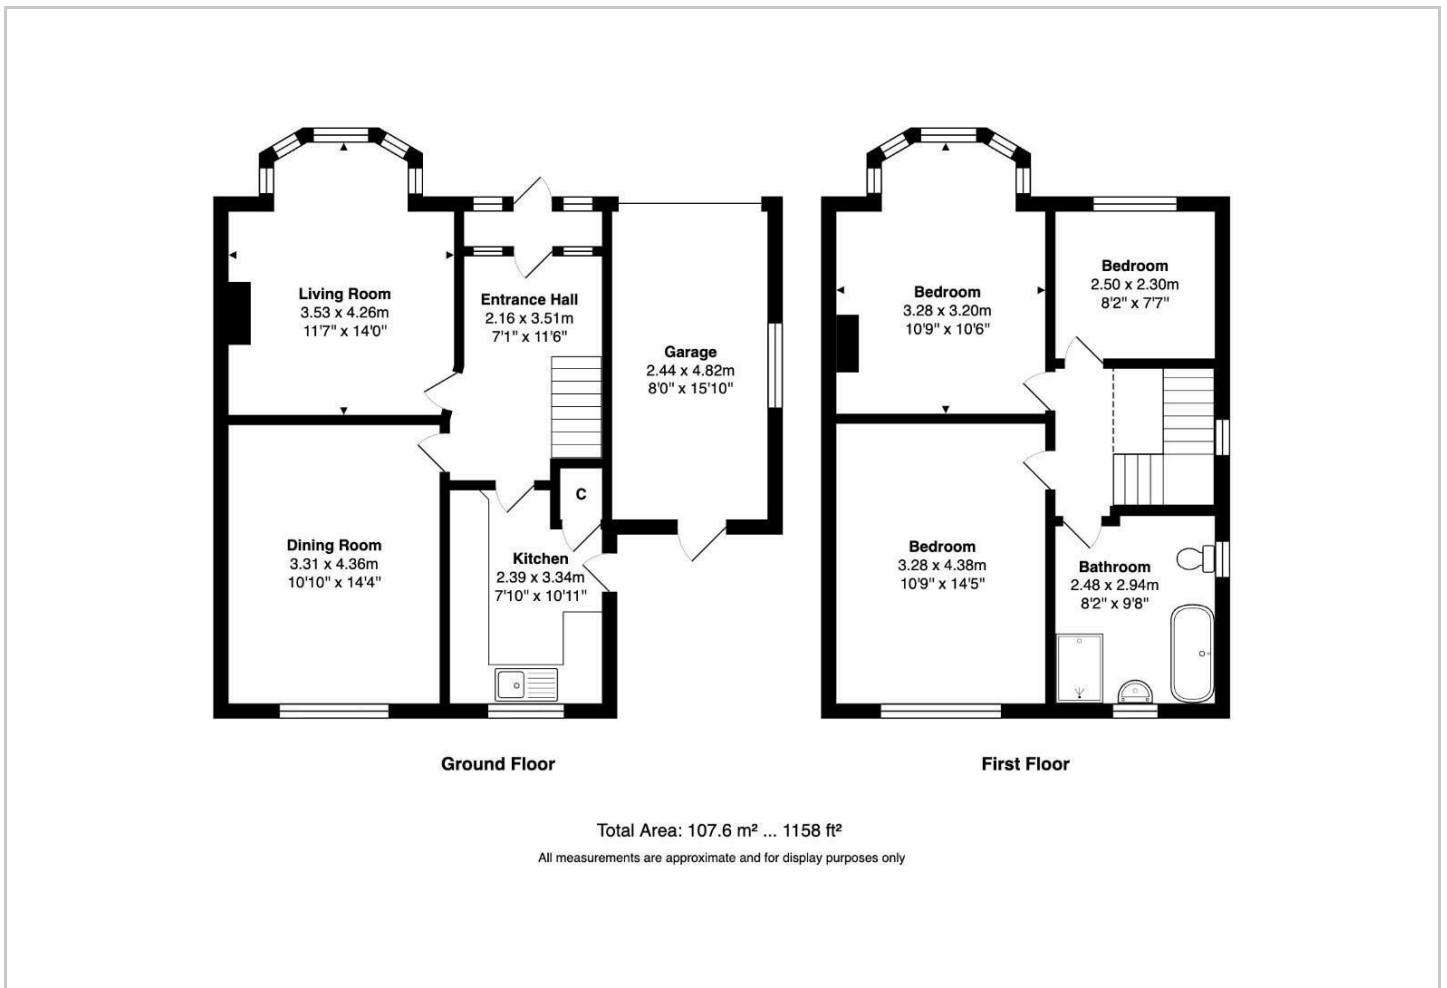 Living Room
3.53 x 4.26m
11'7" x 14'0"
Entrance Hall
2.16 x 3.51m
7'1" x 11'6"
Garage
2.44 x 4.82m
8'0" x 15'10"
C
Dining Room
3.31 x 4.36m
10'10" x 14'4"
Kitchen
2.39 x 3.34m
7'10" x 10'11"
Ground Floor
Bedroom
3.28 x 3.20m
10'9" x 10'6"
Bedroom
2.50 x 2.30m
8'2" x 7'7"
Bedroom
3.28 x 4.38m
10'9" x 14'5"
Bathroom
2.48 x 2.94m
8'2" x 9'8"
First Floor
Total Area: 107.6 m² ... 1158 ft²
All measurements are approximate and for display purposes only